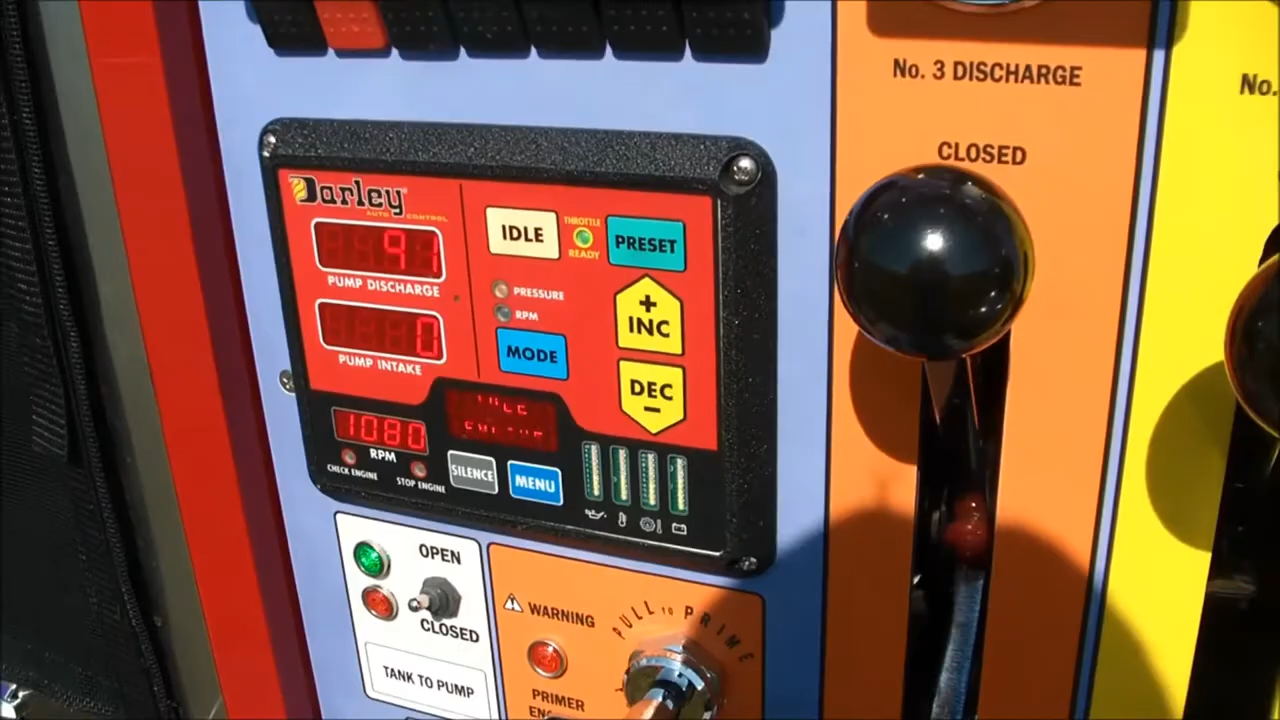 No. 3 DISCHARGE
No.
CLOSED
Darley
AUTO CONTROL
91
PUMP DISCHARGE
0
PUMP INTAKE
IDLE
THROTTLE
READY
PRESET
PRESSURE
RPM
MODE
+
INC
DEC
–
1080
RPM
CHECK ENGINE
STOP ENGINE
SILENCE
MENU
OPEN
CLOSED
TANK TO PUMP
WARNING
PULL TO PRIME
PRIMER